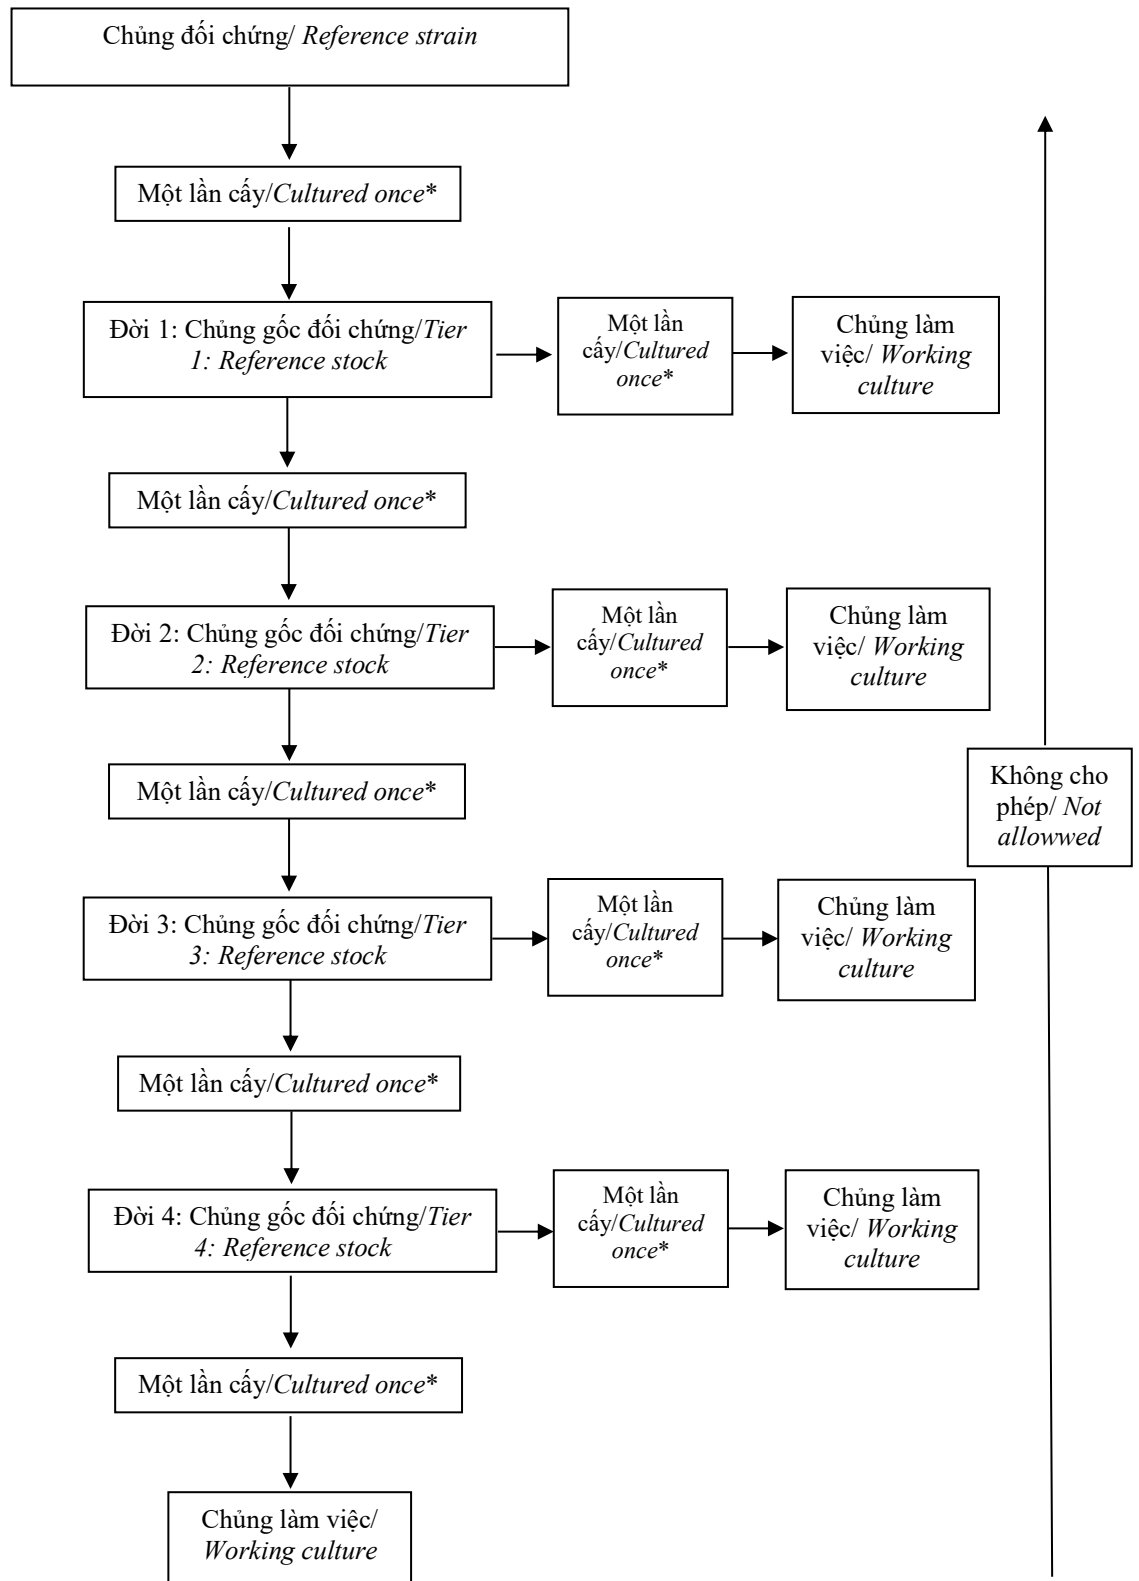 Chủng đối chứng/ Reference strain
Một lần cấy/Cultured once*
Đời 1: Chủng gốc đối chứng/Tier
1: Reference stock
Một lần
cấy/Cultured
once*
Chủng làm
việc/ Working
culture
Một lần cấy/Cultured once*
Đời 2: Chủng gốc đối chứng/Tier
2: Reference stock
Một lần
cấy/Cultured
once*
Chủng làm
việc/ Working
culture
Không cho
phép/ Not
allowwed
Một lần cấy/Cultured once*
Đời 3: Chủng gốc đối chứng/Tier
3: Reference stock
Một lần
cấy/Cultured
once*
Chủng làm
việc/ Working
culture
Một lần cấy/Cultured once*
Đời 4: Chủng gốc đối chứng/Tier
4: Reference stock
Một lần
cấy/Cultured
once*
Chủng làm
việc/ Working
culture
Một lần cấy/Cultured once*
Chủng làm việc/
Working culture